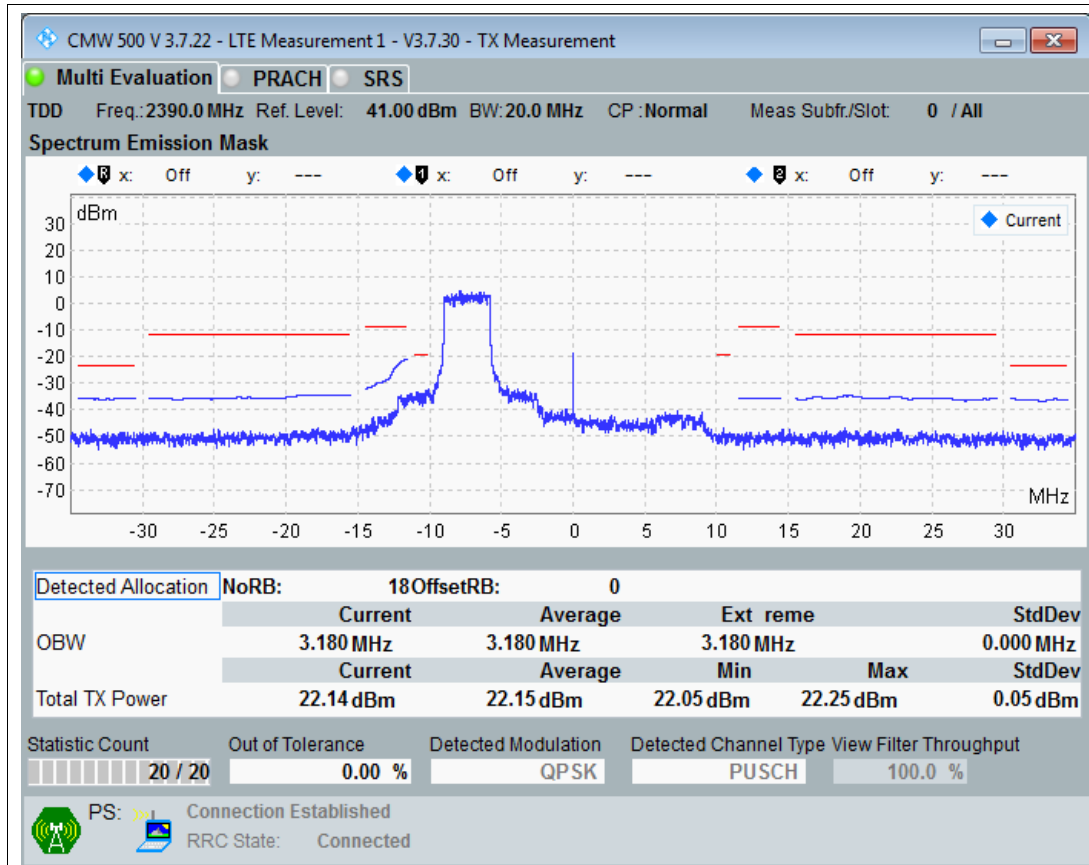 CMW 500 V 3.7.22 - LTE Measurement 1 - V3.7.30 - TX Measurement
Multi Evaluation PRACH SRS
TDD Freq.: 2390.0 MHz Ref. Level: 41.00 dBm BW: 20.0 MHz CP : Normal Meas Subfr./Slot: 0 / All
Spectrum Emission Mask
R x: Off y: --- 1 x: Off y: --- 2 x: Off y: ---
dBm
Current
30
20
10
0
-10
-20
-30
-40
-50
-60
-70
MHz
-30 -25 -20 -15 -10 -5 0 5 10 15 20 25 30
Detected Allocation NoRB: 18 OffsetRB: 0
Current Average Ext reme StdDev
OBW 3.180 MHz 3.180 MHz 3.180 MHz 0.000 MHz
Current Average Min Max StdDev
Total TX Power 22.14 dBm 22.15 dBm 22.05 dBm 22.25 dBm 0.05 dBm
Statistic Count Out of Tolerance Detected Modulation Detected Channel Type View Filter Throughput
20 / 20 0.00 % QPSK PUSCH 100.0 %
PS: Connection Established
RRC State: Connected